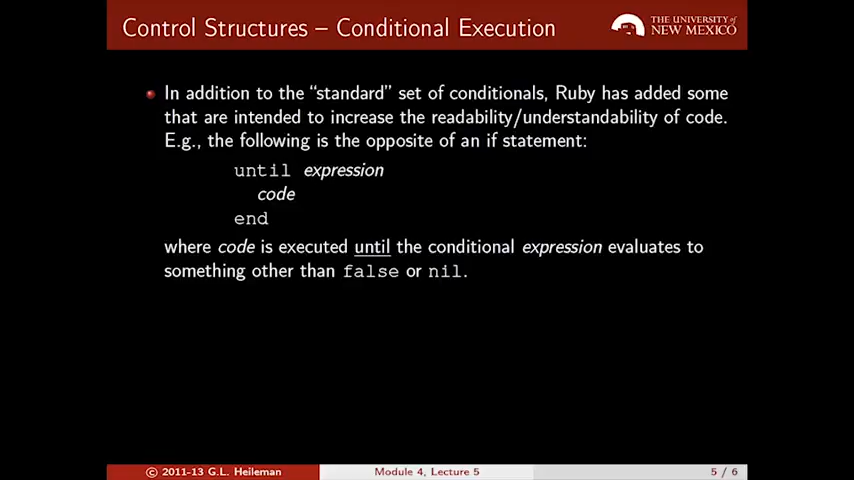 Control Structures – Conditional Execution
THE UNIVERSITY of
NEW MEXICO
In addition to the “standard” set of conditionals, Ruby has added some
that are intended to increase the readability/understandability of code.
E.g., the following is the opposite of an if statement:
until expression
code
end
where code is executed until the conditional expression evaluates to
something other than false or nil.
© 2011-13 G.L. Heileman
Module 4, Lecture 5
5 / 6